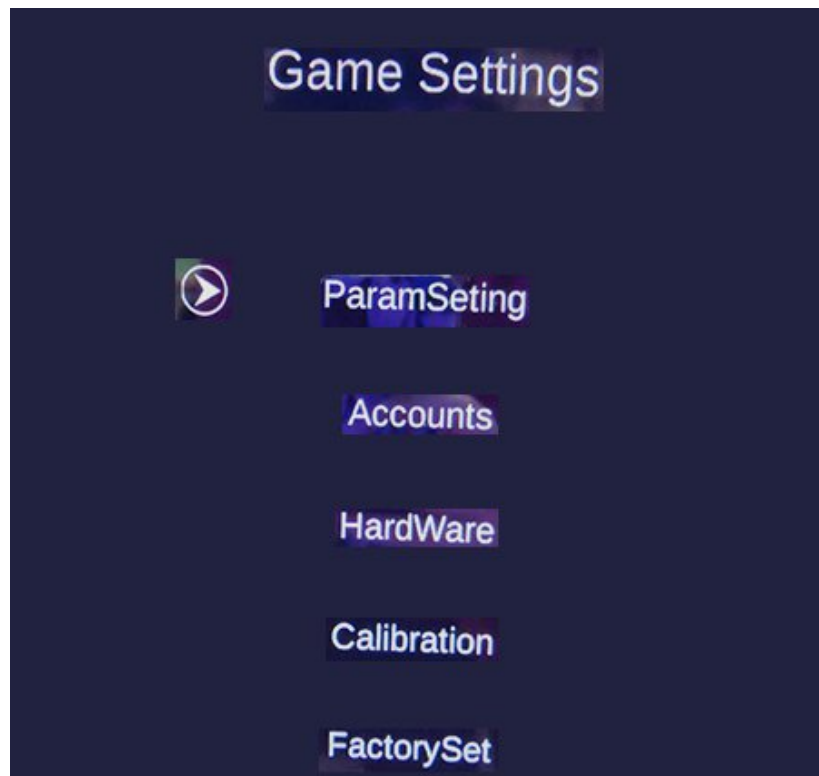 Game Settings
ParamSeting
Accounts
HardWare
Calibration
FactorySet